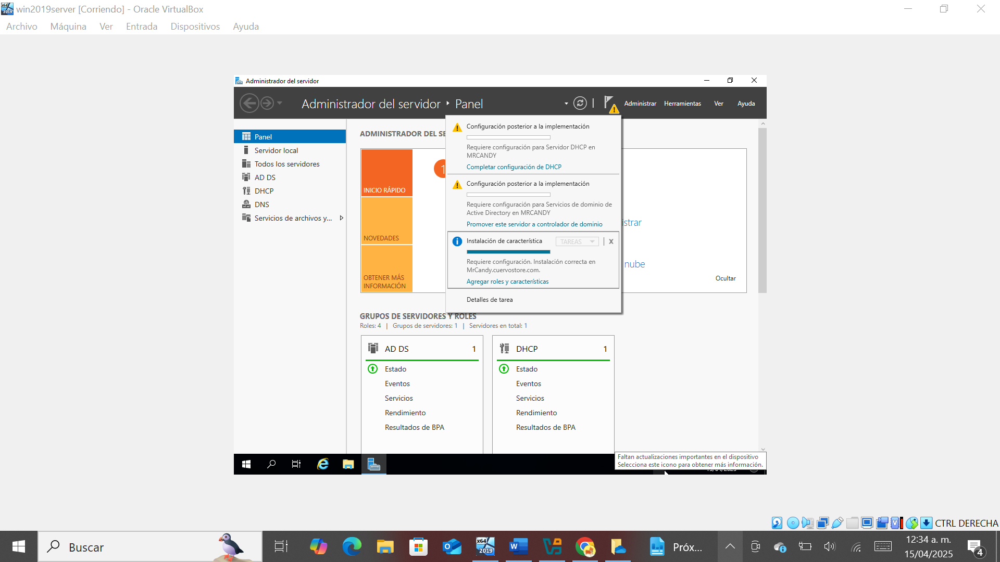 win2019server [Corriendo] - Oracle VirtualBox
Archivo Máquina Ver Entrada Dispositivos Ayuda
Administrador del servidor
Administrador del servidor ‣ Panel
Administrar Herramientas Ver Ayuda
Panel
Servidor local
Todos los servidores
AD DS
DHCP
DNS
Servicios de archivos y...
ADMINISTRADOR DEL SE
INICIO RÁPIDO
NOVEDADES
OBTENER MÁS
INFORMACIÓN
1
Configuración posterior a la implementación
Requiere configuración para Servidor DHCP en
MRCANDY
Completar configuración de DHCP
Configuración posterior a la implementación
Requiere configuración para Servicios de dominio de
Active Directory en MRCANDY
Promover este servidor a controlador de dominio
Instalación de característica
TAREAS
X
Requiere configuración. Instalación correcta en
MrCandy.cuervostore.com.
Agregar roles y características
Detalles de tarea
istrar
nube
Ocultar
GRUPOS DE SERVIDORES Y ROLES
Roles: 4 | Grupos de servidores: 1 | Servidores en total: 1
AD DS 1
Estado
Eventos
Servicios
Rendimiento
Resultados de BPA
DHCP 1
Estado
Eventos
Servicios
Rendimiento
Resultados de BPA
Faltan actualizaciones importantes en el dispositivo
Selecciona este icono para obtener más información.
15/04/2025
CTRL DERECHA
Buscar
x64
2019
Próx...
12:34 a. m.
15/04/2025
4